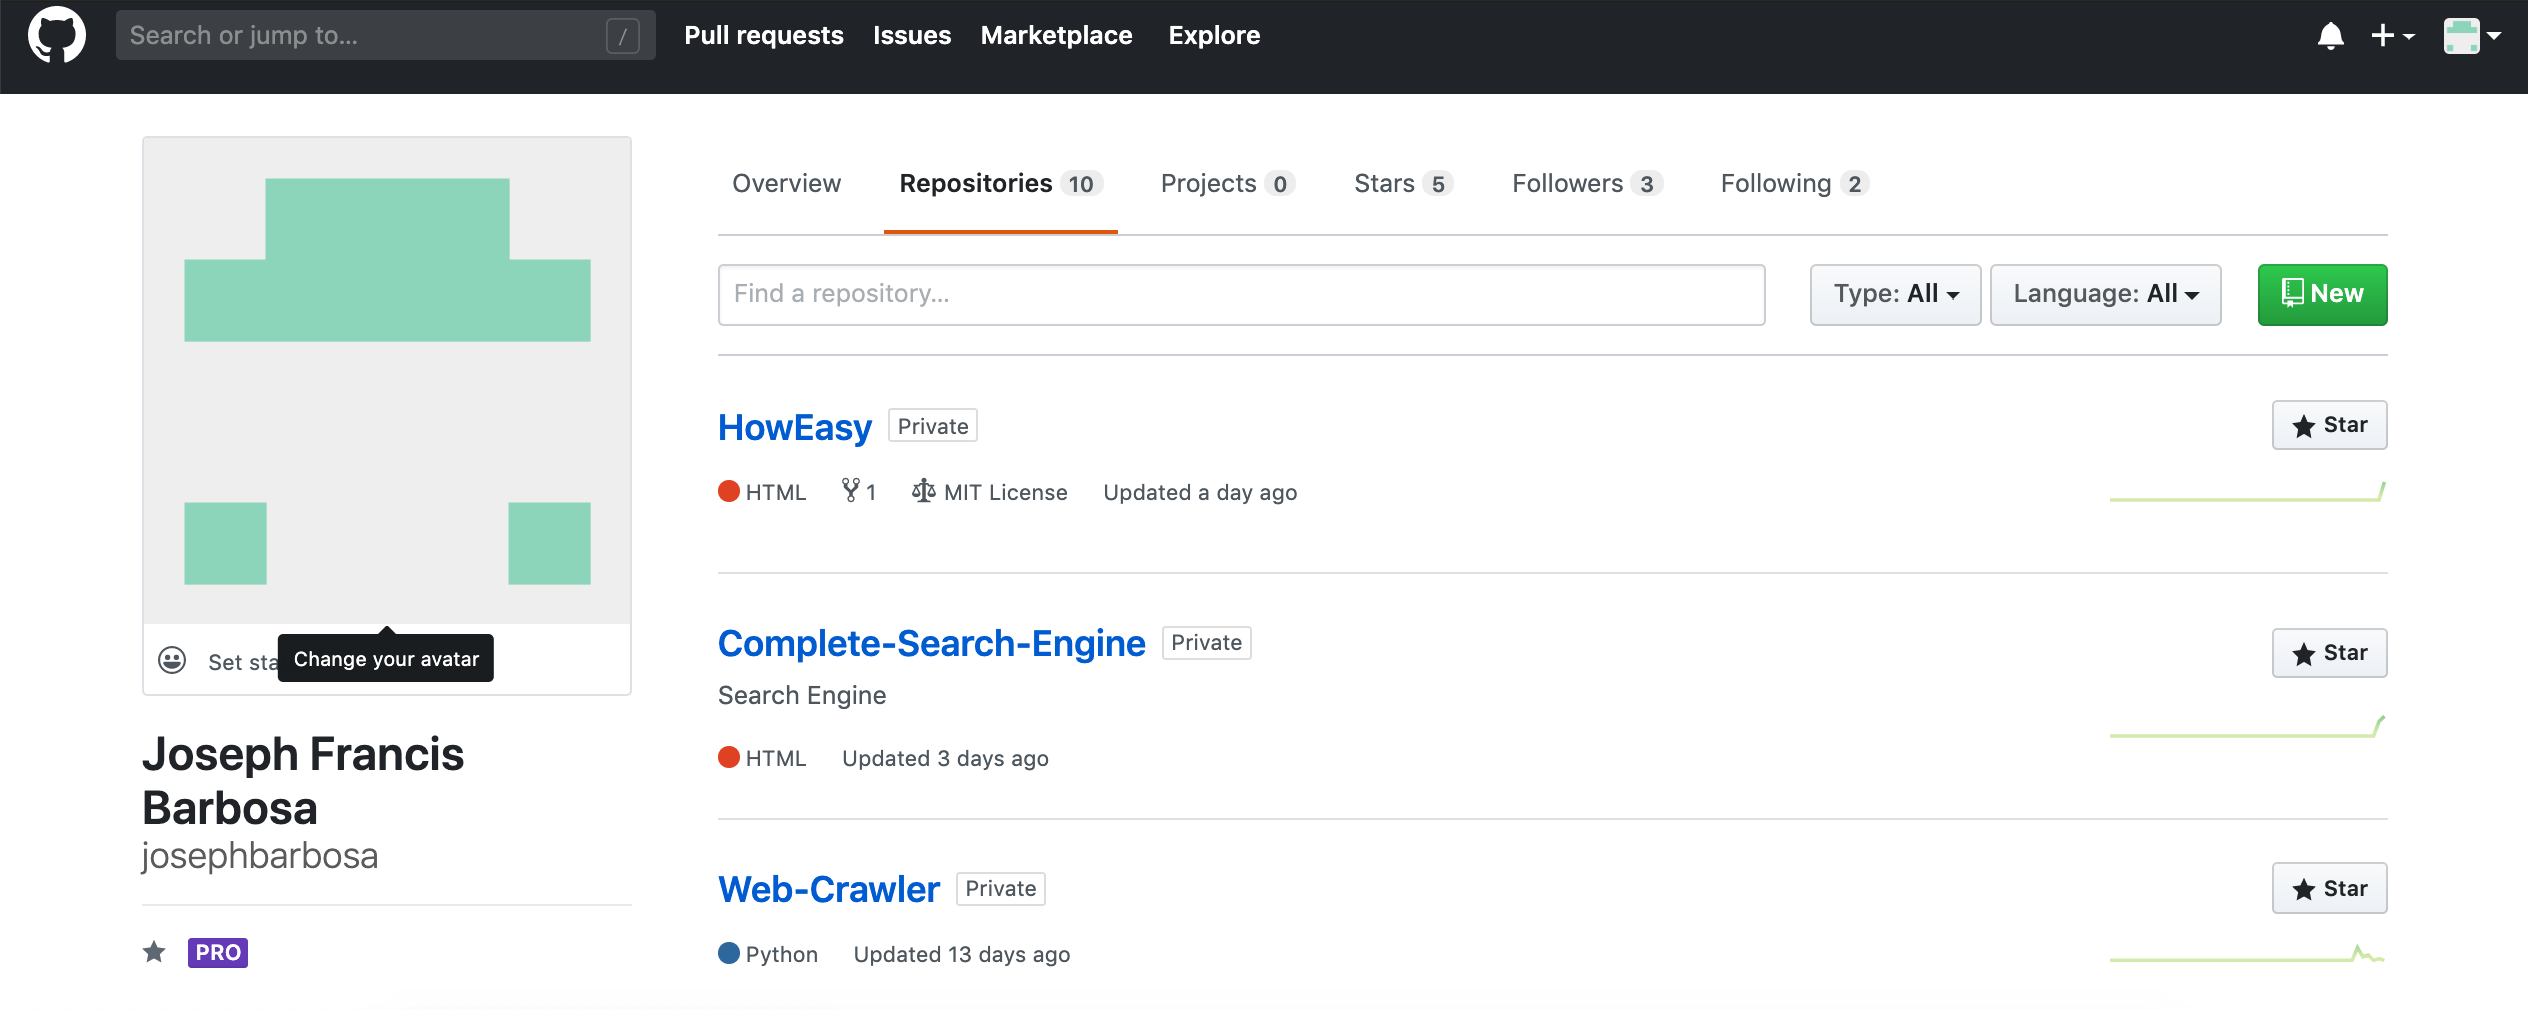 Search or jump to... /
Pull requests Issues Marketplace Explore
Overview Repositories 10 Projects 0 Stars 5 Followers 3 Following 2
Find a repository... Type: All Language: All New
HowEasy Private Star
HTML 1 MIT License Updated a day ago
Complete-Search-Engine Private Star
Search Engine
HTML Updated 3 days ago
Web-Crawler Private Star
Python Updated 13 days ago
Set sta
Change your avatar
Joseph Francis
Barbosa
josephbarbosa
PRO